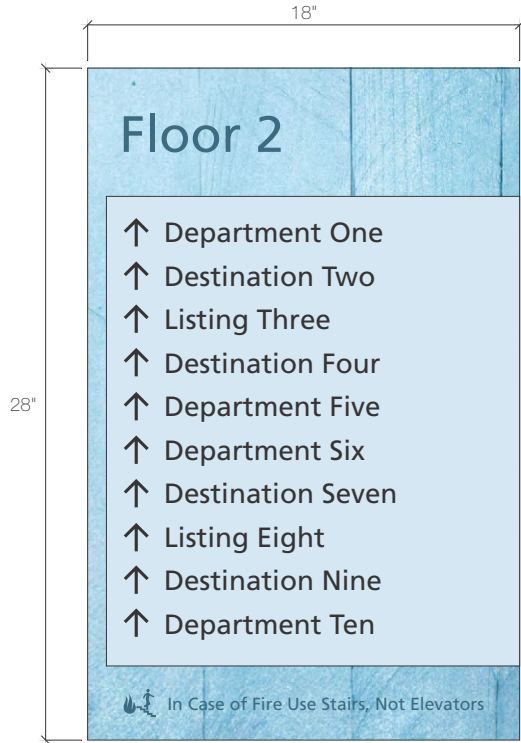 18"
Floor 2
↑ Department One
↑ Destination Two
↑ Listing Three
↑ Destination Four
28"
↑ Department Five
↑ Department Six
↑ Destination Seven
↑ Listing Eight
↑ Destination Nine
↑ Department Ten
In Case of Fire Use Stairs, Not Elevators